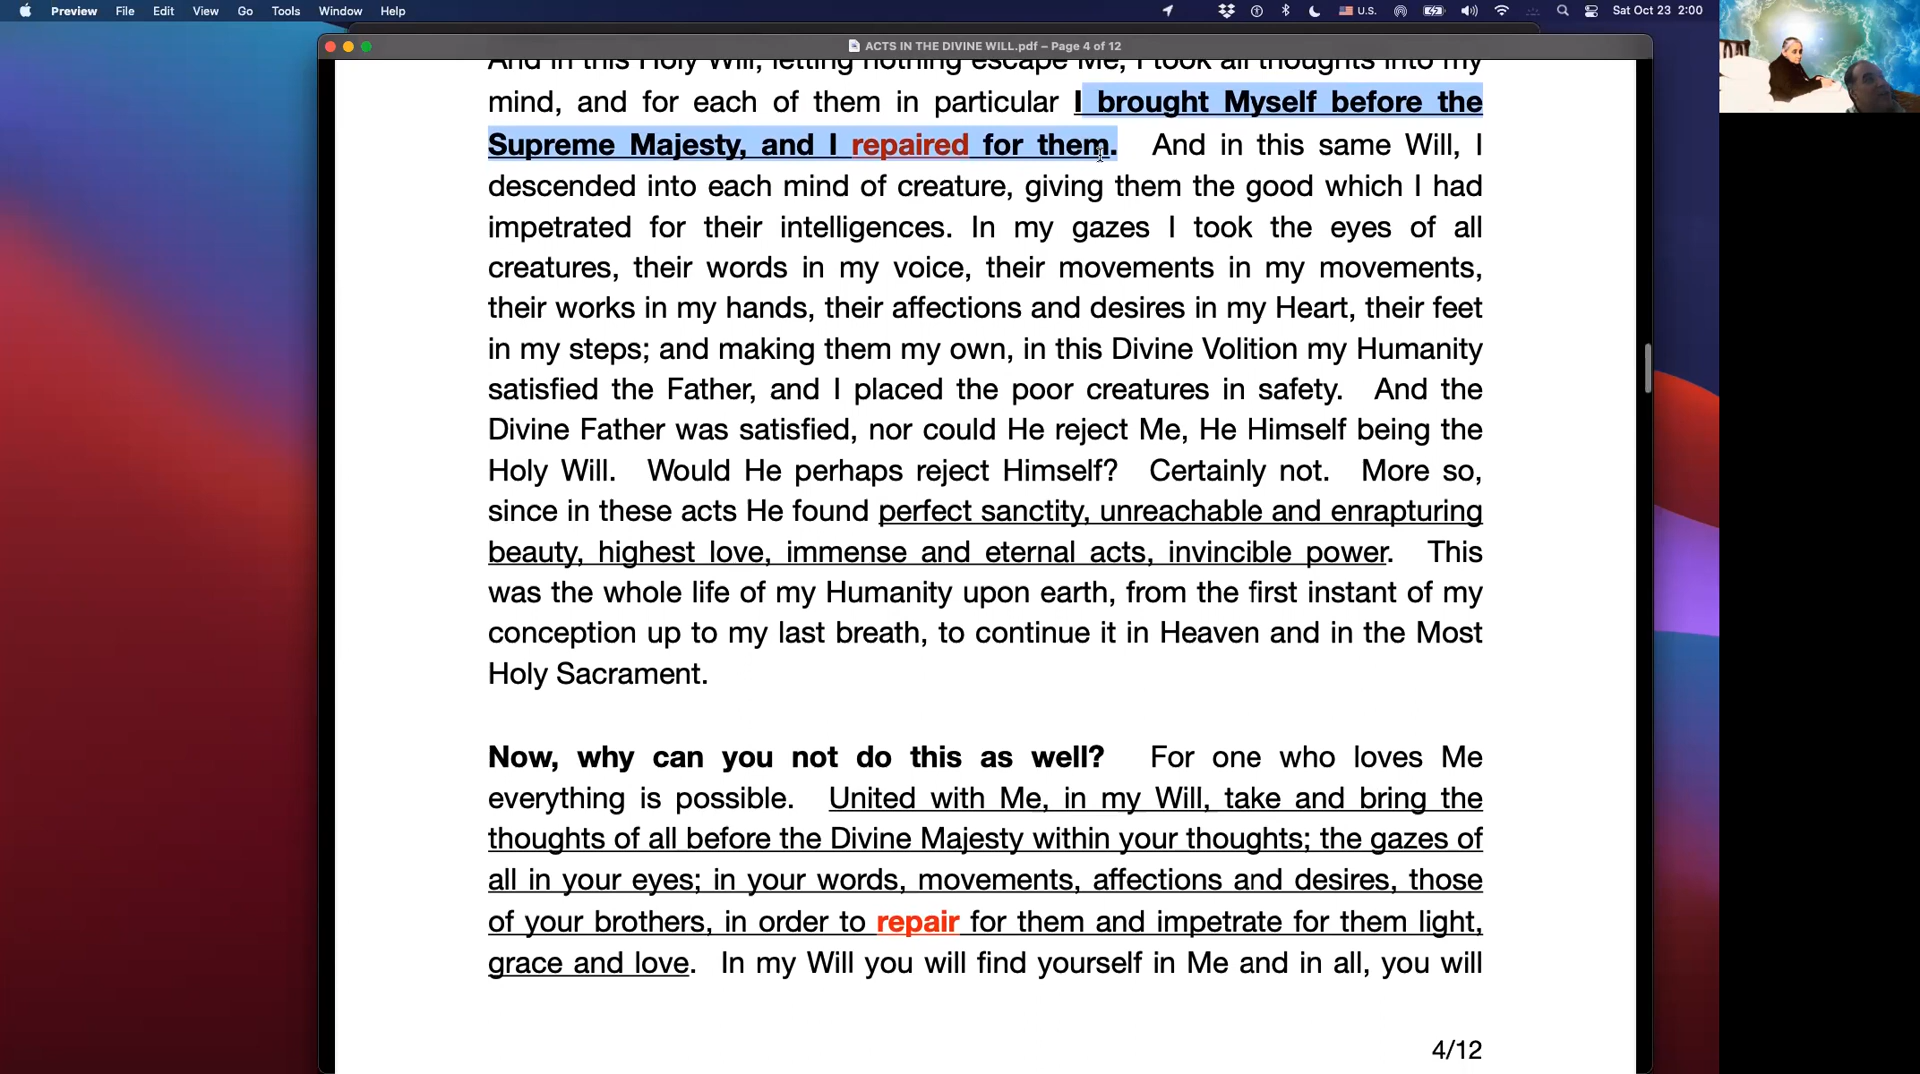 Preview File Edit View Go Tools Window Help U.S. Sat Oct 23 2:00
ACTS IN THE DIVINE WILL.pdf – Page 4 of 12
And in this Holy Will, letting nothing escape Me, I took all thoughts into my
mind, and for each of them in particular I brought Myself before the
Supreme Majesty, and I repaired for them. And in this same Will, I
descended into each mind of creature, giving them the good which I had
impetrated for their intelligences. In my gazes I took the eyes of all
creatures, their words in my voice, their movements in my movements,
their works in my hands, their affections and desires in my Heart, their feet
in my steps; and making them my own, in this Divine Volition my Humanity
satisfied the Father, and I placed the poor creatures in safety. And the
Divine Father was satisfied, nor could He reject Me, He Himself being the
Holy Will. Would He perhaps reject Himself? Certainly not. More so,
since in these acts He found perfect sanctity, unreachable and enrapturing
beauty, highest love, immense and eternal acts, invincible power. This
was the whole life of my Humanity upon earth, from the first instant of my
conception up to my last breath, to continue it in Heaven and in the Most
Holy Sacrament.
Now, why can you not do this as well? For one who loves Me
everything is possible. United with Me, in my Will, take and bring the
thoughts of all before the Divine Majesty within your thoughts; the gazes of
all in your eyes; in your words, movements, affections and desires, those
of your brothers, in order to repair for them and impetrate for them light,
grace and love. In my Will you will find yourself in Me and in all, you will
4/12